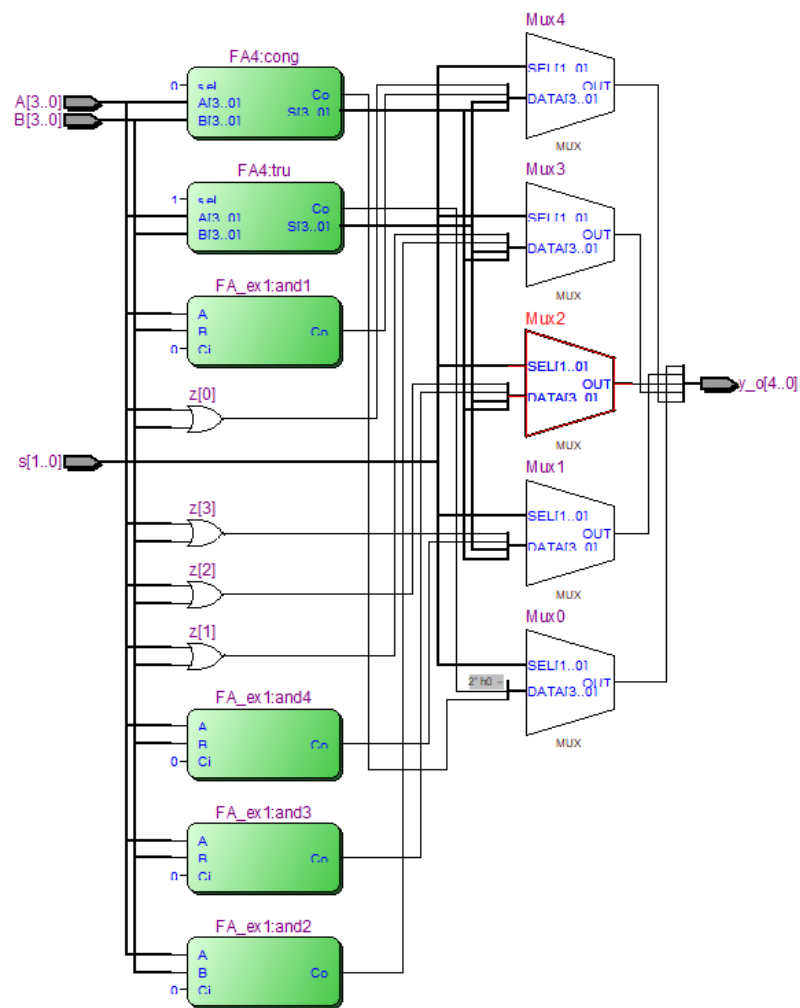 Mux4
FA4:cong
0 sel
A[3..0]
B[3..0]
Co
S[3..0]
A[3..0]
B[3..0]
SEL[1..0]
DATA[3..0]
OUT
MUX
FA4:tru
1 sel
A[3..0]
B[3..0]
Co
S[3..0]
Mux3
SEL[1..0]
DATA[3..0]
OUT
MUX
FA_ex1:and1
A
B
0 Ci
Co
Mux2
SEL[1..0]
DATA[3..0]
OUT
MUX
y_o[4..0]
z[0]
s[1..0]
Mux1
SEL[1..0]
DATA[3..0]
OUT
MUX
z[3]
z[2]
z[1]
Mux0
SEL[1..0]
2' h0 --
DATA[3..0]
OUT
MUX
FA_ex1:and4
A
B
0 Ci
Co
FA_ex1:and3
A
B
0 Ci
Co
FA_ex1:and2
A
B
0 Ci
Co